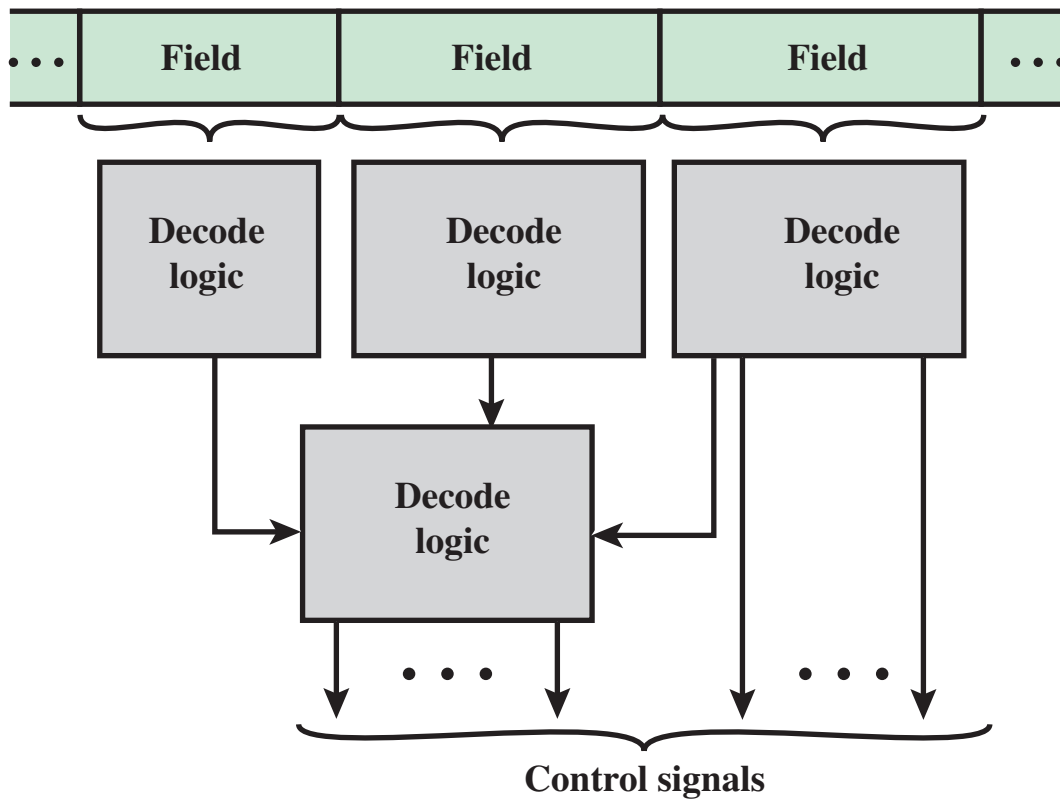 ... Field Field Field ...
Decode Decode Decode
logic logic logic
Decode
logic
... ...
Control signals